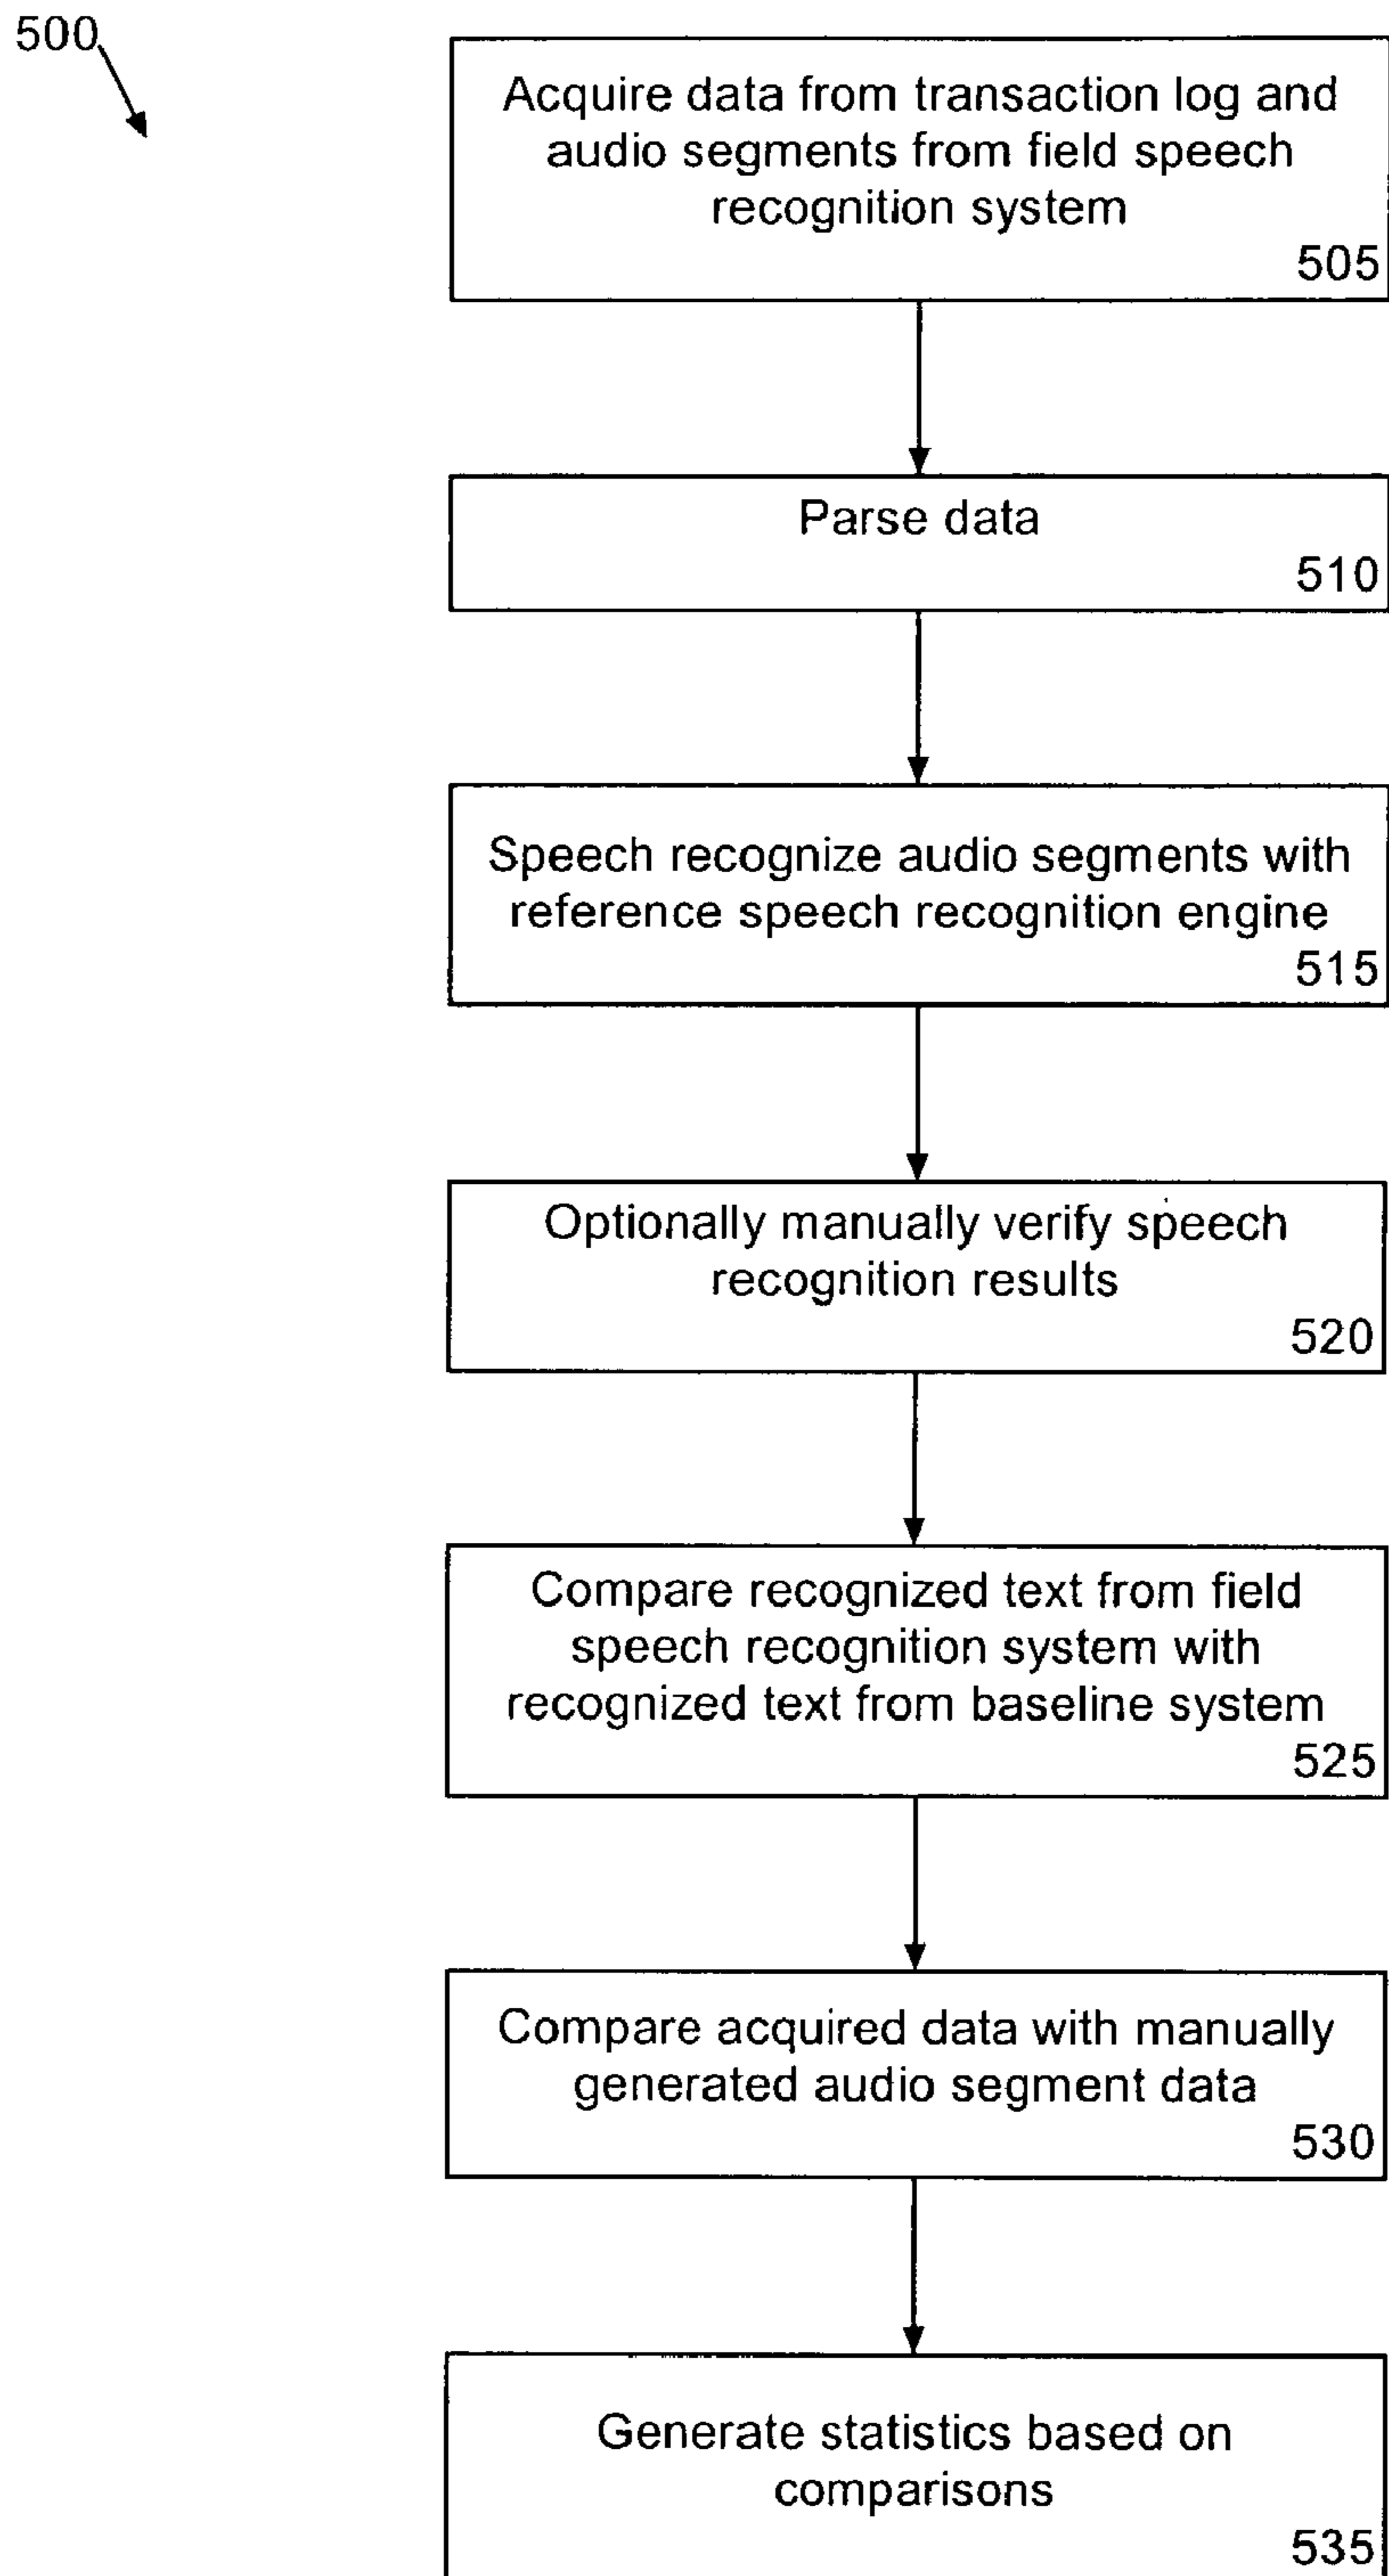 500
Acquire data from transaction log and
audio segments from field speech
recognition system
505
Parse data
510
Speech recognize audio segments with
reference speech recognition engine
515
Optionally manually verify speech
recognition results
520
Compare recognized text from field
speech recognition system with
recognized text from baseline system
525
Compare acquired data with manually
generated audio segment data
530
Generate statistics based on
comparisons
535